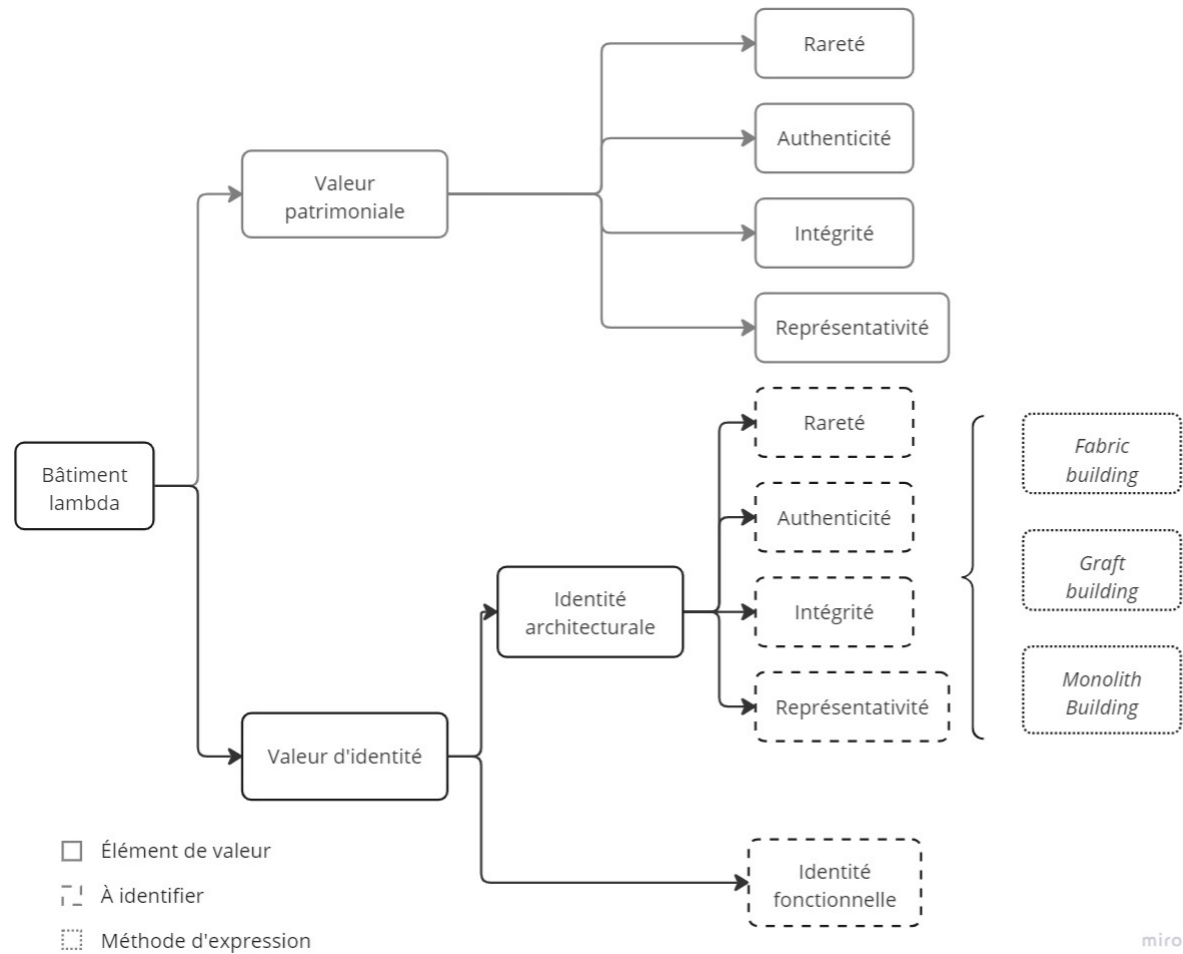 Rareté
Authenticité
Valeur
patrimoniale
Intégrité
Représentativité
Bâtiment
lambda
Identité
architecturale
Rareté
Authenticité
Intégrité
Représentativité
Fabric
building
Graft
building
Monolith
Building
Valeur d'identité
Identité
fonctionnelle
Élément de valeur
À identifier
Méthode d'expression
miro